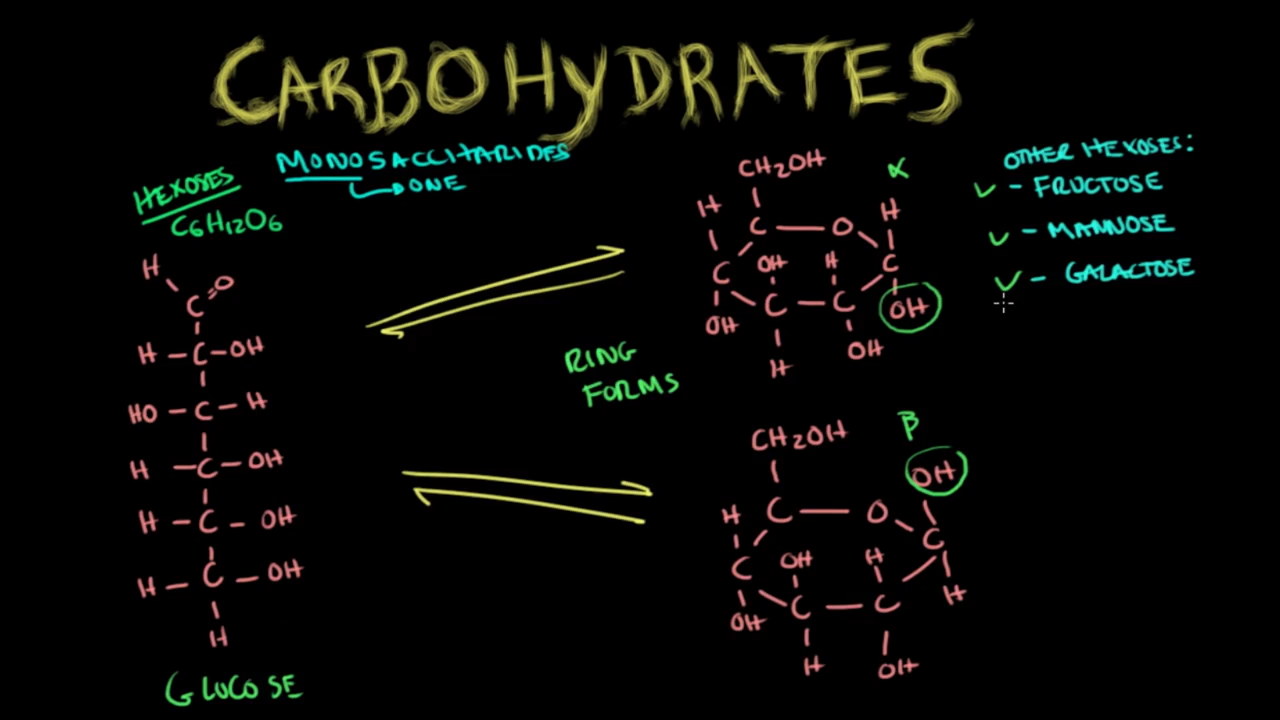 CARBOHYDRATES
MONOSACCHARIDES
DONE
HEXOSES
C6H12O6
H
C=O
H - C - OH
HO - C - H
H - C - OH
H - C - OH
H - C - OH
H
GLUCOSE
RING
FORMS
CH2OH α
H H
C O
C OH H C
OH C C OH
H OH
CH2OH β
OH
H C O C
C OH H H
OH C C
H OH
OTHER HEXOSES:
✓ - FRUCTOSE
✓ - MANNOSE
✓ - GALACTOSE